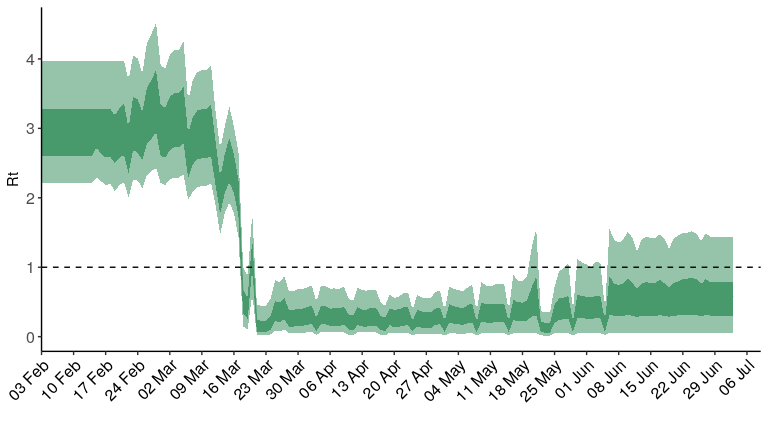 Rt
4
3
2
1
0
03 Feb
10 Feb
17 Feb
24 Feb
02 Mar
09 Mar
16 Mar
23 Mar
30 Mar
06 Apr
13 Apr
20 Apr
27 Apr
04 May
11 May
18 May
25 May
01 Jun
08 Jun
15 Jun
22 Jun
29 Jun
06 Jul